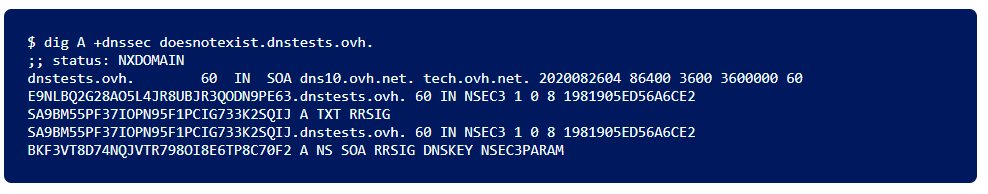 $ dig A +dnssec doesnotexist.dnstests.ovh.
;; status: NXDOMAIN
dnstests.ovh.        60  IN  SOA dns10.ovh.net. tech.ovh.net. 2020082604 86400 3600 3600000 60
E9NLBQ2G28AO5L4JR8UBJR3QODN9PE63.dnstests.ovh. 60 IN NSEC3 1 0 8 1981905ED56A6CE2
SA9BM55PF37IOPN95F1PCIG733K2SQIJ A TXT RRSIG
SA9BM55PF37IOPN95F1PCIG733K2SQIJ.dnstests.ovh. 60 IN NSEC3 1 0 8 1981905ED56A6CE2
BKF3VT8D74NQJVTR798OI8E6TP8C70F2 A NS SOA RRSIG DNSKEY NSEC3PARAM